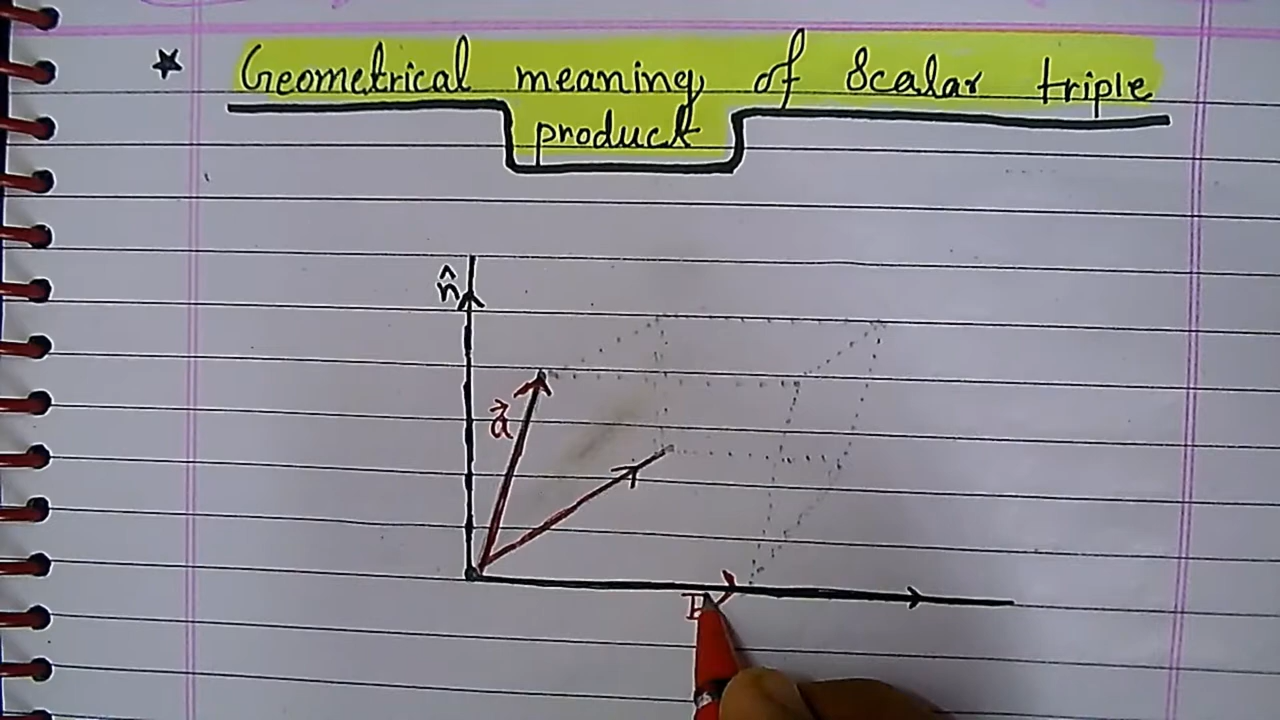 ★ Geometrical meaning of Scalar triple
product
n̂
a⃗